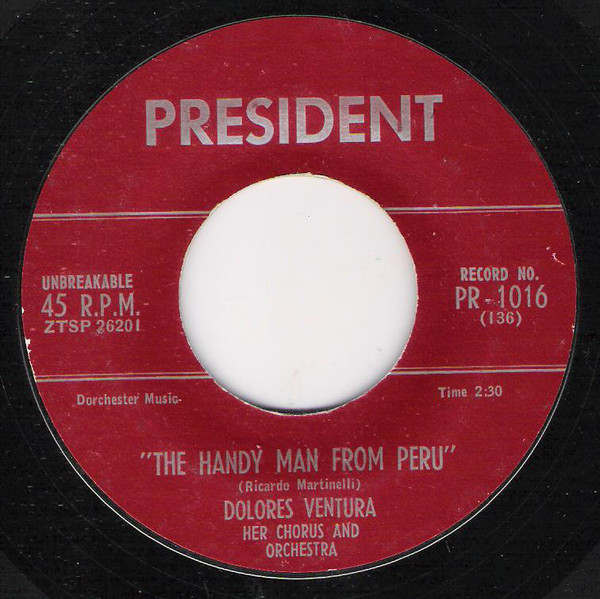 PRESIDENT
UNBREAKABLE
45 R.P.M.
ZTSP 26201
RECORD NO.
PR-1016
(136)
Dorchester Music-
Time 2:30
"THE HANDY MAN FROM PERU"
(Ricardo Martinelli)
DOLORES VENTURA
HER CHORUS AND
ORCHESTRA